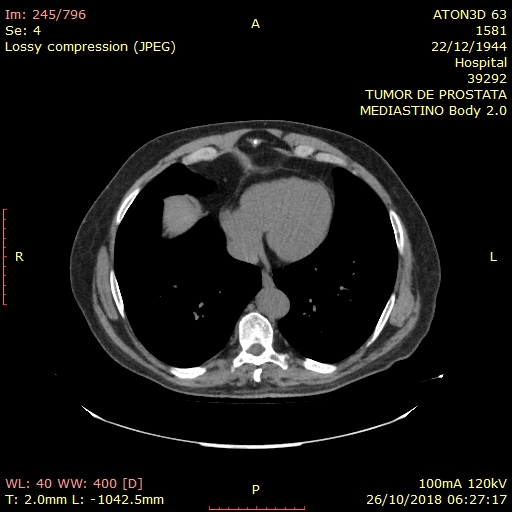 Im: 245/796
Se: 4
Lossy compression (JPEG)
A
ATON3D 63
1581
22/12/1944
Hospital
39292
TUMOR DE PROSTATA
MEDIASTINO Body 2.0
R
L
WL: 40 WW: 400 [D]
T: 2.0mm L: -1042.5mm
P
100mA 120kV
26/10/2018 06:27:17